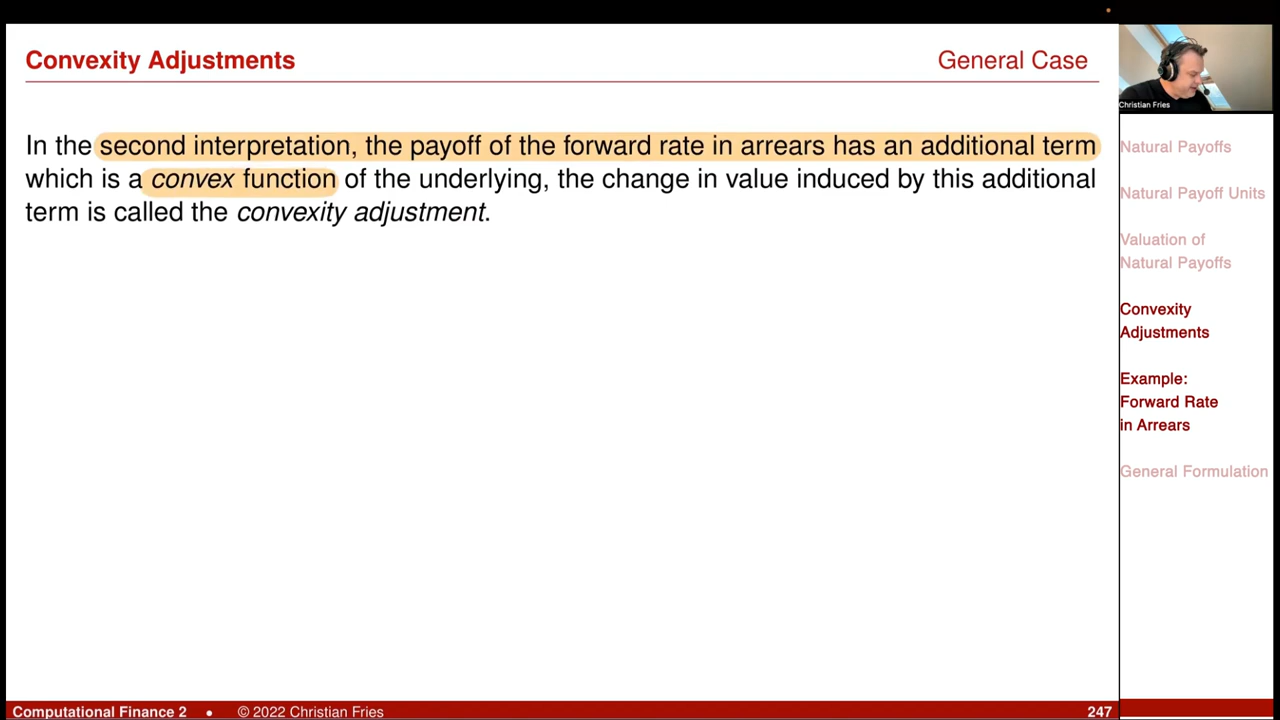 Convexity Adjustments
General Case
In the second interpretation, the payoff of the forward rate in arrears has an additional term
which is a convex function of the underlying, the change in value induced by this additional
term is called the convexity adjustment.
Christian Fries
Natural Payoffs
Natural Payoff Units
Valuation of
Natural Payoffs
Convexity
Adjustments
Example:
Forward Rate
in Arrears
General Formulation
Computational Finance 2 • © 2022 Christian Fries
247